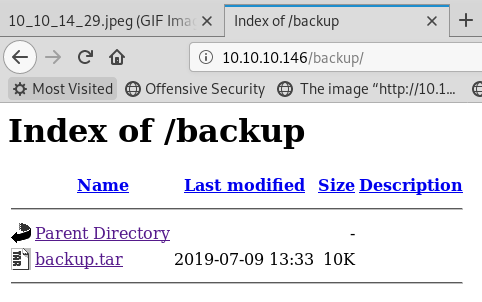 10_10_14_29.jpeg (GIF Ima
Index of /backup
10.10.10.146/backup/
Most Visited Offensive Security The image “http://10.1...
Index of /backup
Name Last modified Size Description
Parent Directory -
TAR backup.tar 2019-07-09 13:33 10K